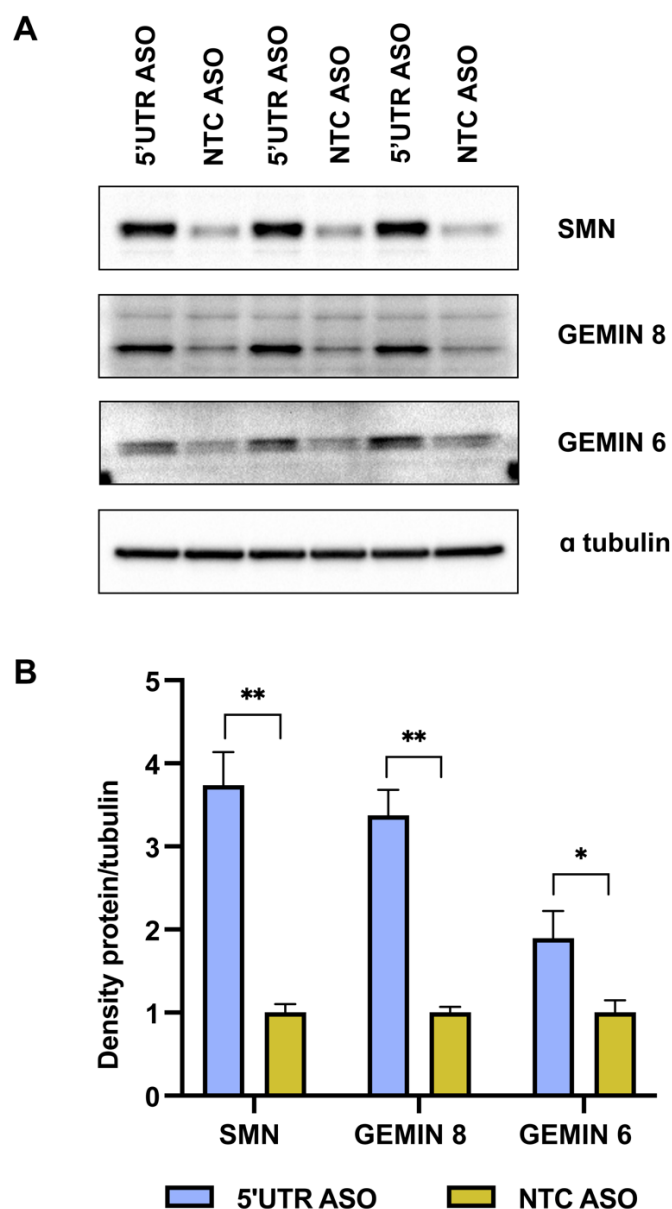 A
5'UTR ASO
NTC ASO
5'UTR ASO
NTC ASO
5'UTR ASO
NTC ASO
SMN
GEMIN 8
GEMIN 6
α tubulin
B
Density protein/tubulin
5
4
3
2
1
0
**
**
*
SMN GEMIN 8 GEMIN 6
5'UTR ASO NTC ASO